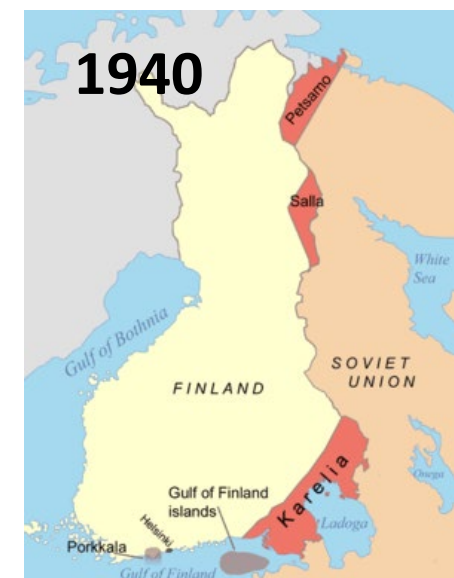 1940
Petsamo
Salla
White
Sea
Gulf of Bothnia
SOVIET
UNION
FINLAND
Karelia
Onega
Gulf of Finland
islands
Ladoga
Helsinki
Porkkala
Gulf of Finland